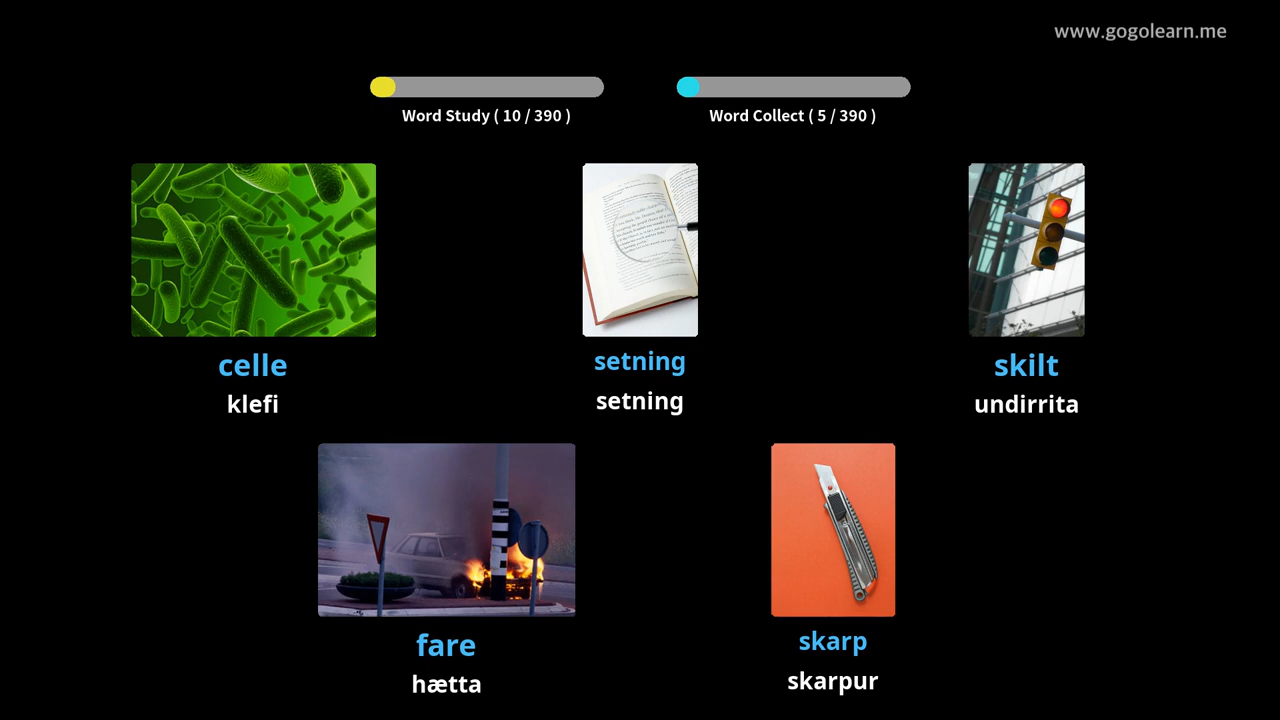 www.gogolearn.me
Word Study ( 10 / 390 )
Word Collect ( 5 / 390 )
celle
klefi
setning
setning
skilt
undirrita
fare
hætta
skarp
skarpur